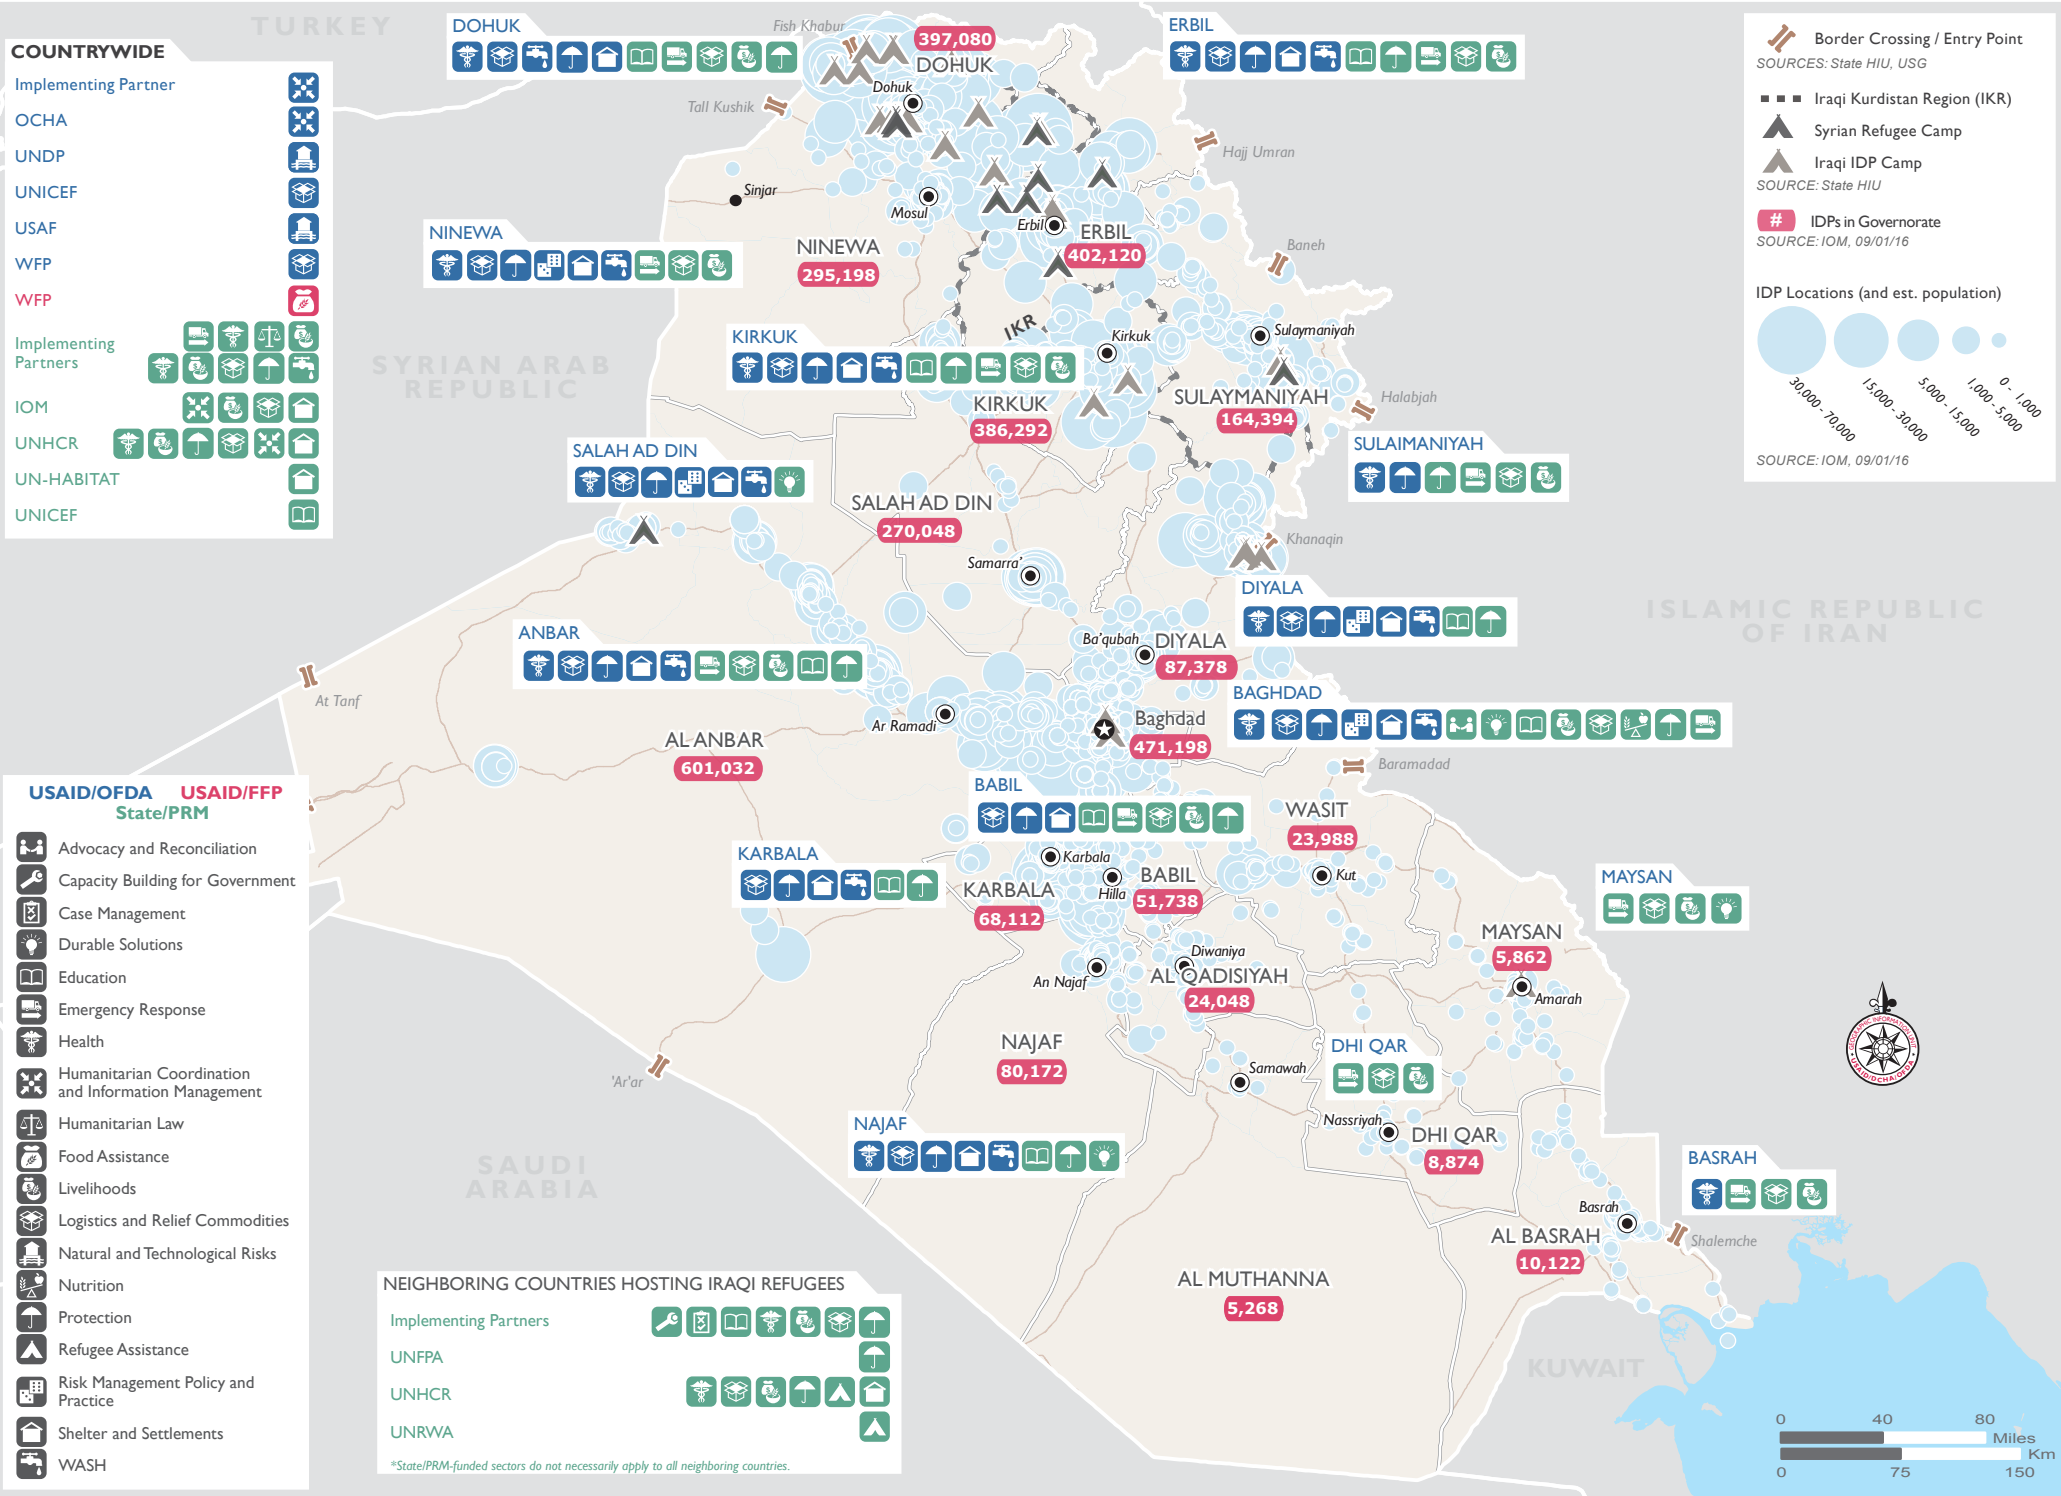 TURKEY
Fish Khabur
DOHUK
397,080
DOHUK
Dohuk
ERBIL
Border Crossing / Entry Point
SOURCES: State HIU, USG
Iraqi Kurdistan Region (IKR)
Syrian Refugee Camp
Iraqi IDP Camp
SOURCE: State HIU
# IDPs in Governorate
SOURCE: IOM, 09/01/16
IDP Locations (and est. population)
30,000 - 70,000
15,000 - 30,000
5,000 - 15,000
1,000 - 5,000
0 - 1,000
SOURCE: IOM, 09/01/16
COUNTRYWIDE
Implementing Partner
OCHA
UNDP
UNICEF
USAF
WFP
WFP
Implementing
Partners
IOM
UNHCR
UN-HABITAT
UNICEF
Tall Kushik
Hajj Umran
Sinjar
Mosul
Erbil
NINEWA
NINEWA
295,198
ERBIL
402,120
Baneh
SYRIAN ARAB
REPUBLIC
KIRKUK
IKR
Kirkuk
Sulaymaniyah
KIRKUK
386,292
SULAYMANIYAH
164,394
Halabjah
SULAIMANIYAH
SALAH AD DIN
SALAH AD DIN
270,048
Samarra'
Khanaqin
DIYALA
ISLAMIC REPUBLIC
OF IRAN
ANBAR
Ba'qubah
DIYALA
87,378
At Tanf
Ar Ramadi
AL ANBAR
601,032
Baghdad
471,198
BAGHDAD
Baramadad
BABIL
WASIT
23,988
Kut
KARBALA
Karbala
KARBALA
68,112
Hilla
BABIL
51,738
MAYSAN
MAYSAN
5,862
Amarah
Diwaniya
An Najaf
AL QADISIYAH
24,048
NAJAF
80,172
'Ar'ar
Samawah
DHI QAR
Nassriyah
DHI QAR
8,874
NAJAF
SAUDI
ARABIA
BASRAH
Basrah
AL BASRAH
10,122
Shalemche
AL MUTHANNA
5,268
KUWAIT
GEOGRAPHIC INFORMATION UNIT
USAID/DCHA/OFDA
USAID/OFDA USAID/FFP
State/PRM
Advocacy and Reconciliation
Capacity Building for Government
Case Management
Durable Solutions
Education
Emergency Response
Health
Humanitarian Coordination
and Information Management
Humanitarian Law
Food Assistance
Livelihoods
Logistics and Relief Commodities
Natural and Technological Risks
Nutrition
Protection
Refugee Assistance
Risk Management Policy and
Practice
Shelter and Settlements
WASH
NEIGHBORING COUNTRIES HOSTING IRAQI REFUGEES
Implementing Partners
UNFPA
UNHCR
UNRWA
*State/PRM-funded sectors do not necessarily apply to all neighboring countries.
0 40 80
Miles
Km
0 75 150